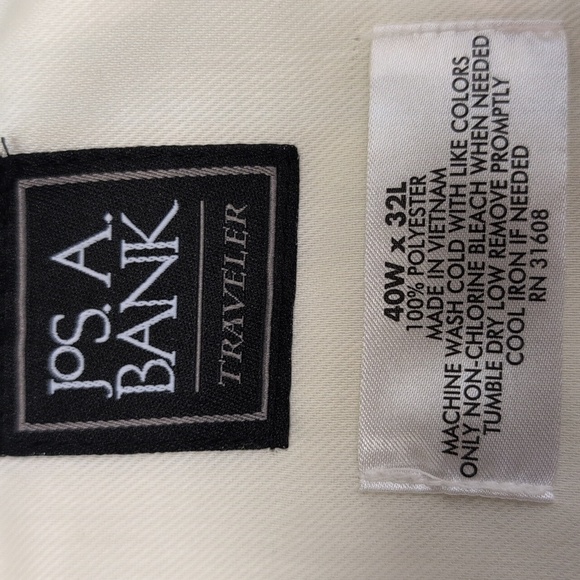 JOS. A.
BANK
TRAVELER
40W x 32L
100% POLYESTER
MADE IN VIETNAM
MACHINE WASH COLD WITH LIKE COLORS
ONLY NON-CHLORINE BLEACH WHEN NEEDED
TUMBLE DRY LOW REMOVE PROMPTLY
COOL IRON IF NEEDED
RN 31608